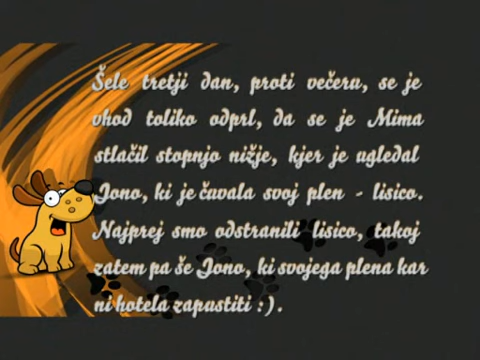 Šele tretji dan, proti večeru, se je
vhod toliko odprl, da se je Mima
stlačil stopnjo nižje, kjer je ugledal
Jono, ki je čuvala svoj plen - lisico.
Najprej smo odstranili lisico, takoj
zatem pa še Jono, ki svojega plena kar
ni hotela zapustiti :).